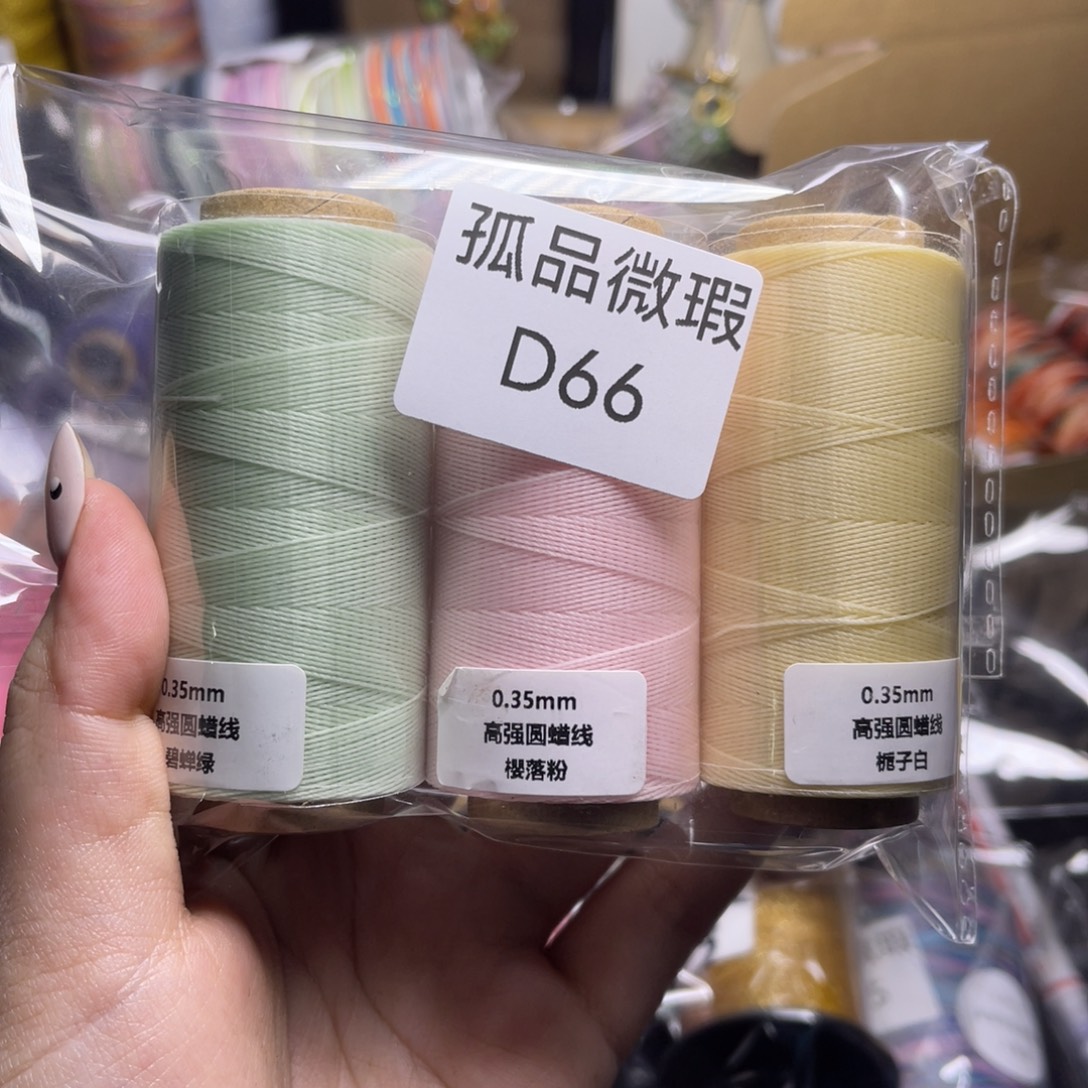 孤品微瑕
D66
0.35mm
高强圆蜡线
碧蝉绿
0.35mm
高强圆蜡线
樱落粉
0.35mm
高强圆蜡线
栀子白